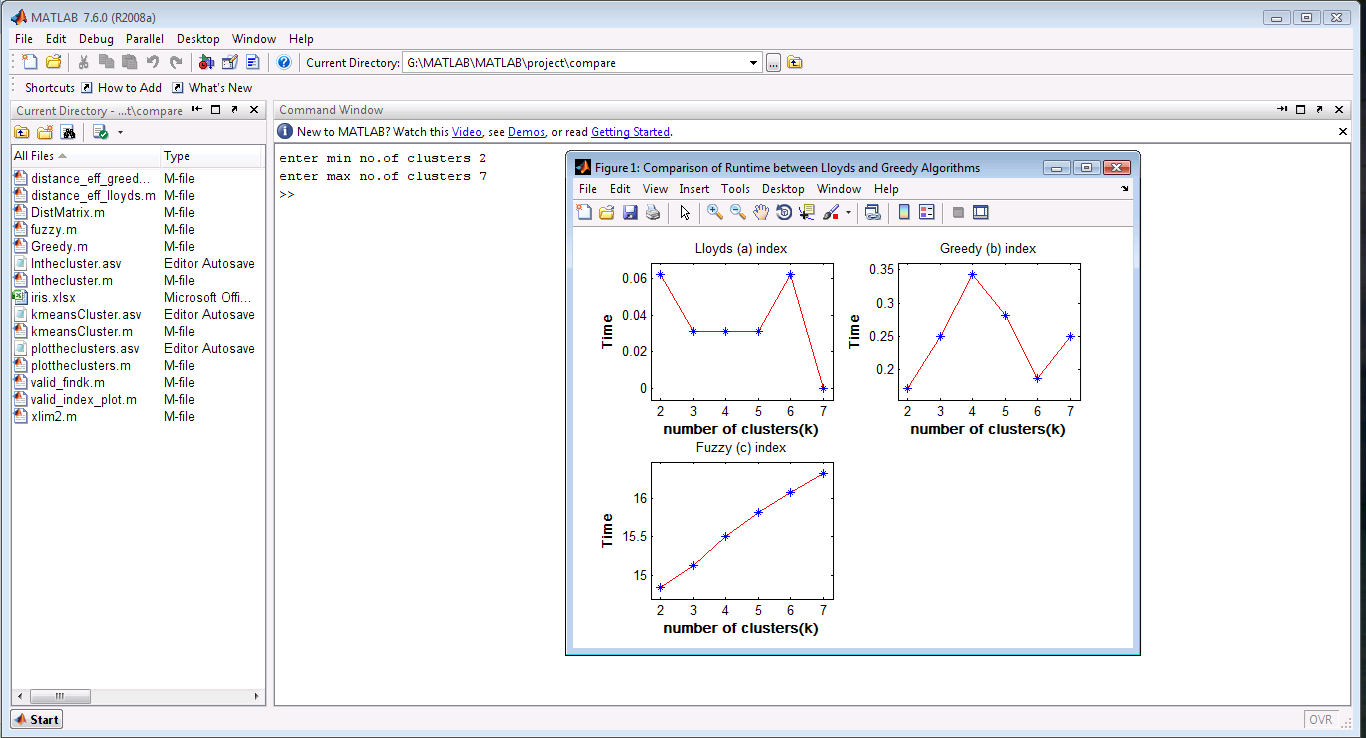 MATLAB 7.6.0 (R2008a)
File Edit Debug Parallel Desktop Window Help
Current Directory: G:\MATLAB\MATLAB\project\compare ...
Shortcuts How to Add What's New
Current Directory - ...t\compare
All Files Type
distance_eff_greed... M-file
distance_eff_lloyds.m M-file
DistMatrix.m M-file
fuzzy.m M-file
Greedy.m M-file
Inthecluster.asv Editor Autosave
Inthecluster.m M-file
iris.xlsx Microsoft Offi...
kmeansCluster.asv Editor Autosave
kmeansCluster.m M-file
plottheclusters.asv Editor Autosave
plottheclusters.m M-file
valid_findk.m M-file
valid_index_plot.m M-file
xlim2.m M-file
Command Window
New to MATLAB? Watch this Video, see Demos, or read Getting Started.
enter min no.of clusters 2
enter max no.of clusters 7
>>
Figure 1: Comparison of Runtime between Lloyds and Greedy Algorithms
File Edit View Insert Tools Desktop Window Help
Lloyds (a) index
0.06
0.04
0.02
0
Time
2 3 4 5 6 7
number of clusters(k)
Greedy (b) index
0.35
0.3
0.25
0.2
Time
2 3 4 5 6 7
number of clusters(k)
Fuzzy (c) index
16
15.5
15
Time
2 3 4 5 6 7
number of clusters(k)
Start
OVR